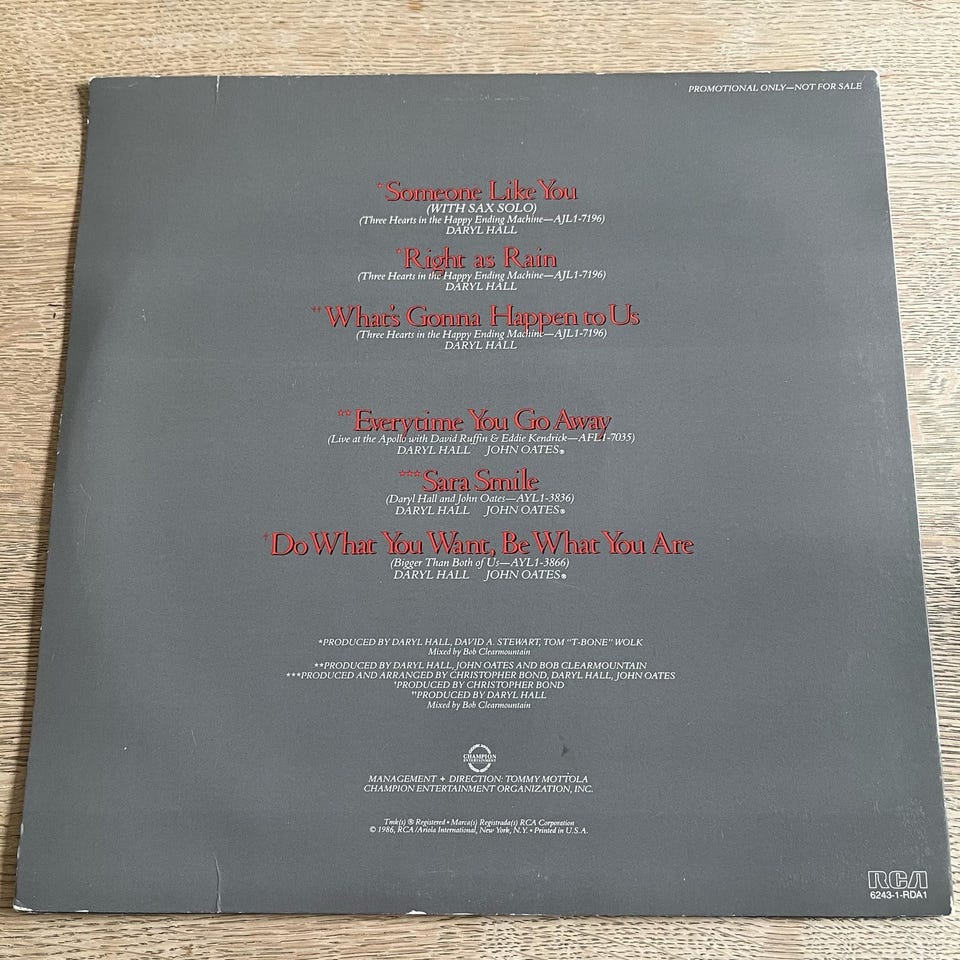 PROMOTIONAL ONLY—NOT FOR SALE
*Someone Like You
(WITH SAX SOLO)
(Three Hearts in the Happy Ending Machine—AJL1-7196)
DARYL HALL
*Right as Rain
(Three Hearts in the Happy Ending Machine—AJL1-7196)
DARYL HALL
††What's Gonna Happen to Us
(Three Hearts in the Happy Ending Machine—AJL1-7196)
DARYL HALL
**Everytime You Go Away
(Live at the Apollo with David Ruffin & Eddie Kendrick—AFL1-7035)
DARYL HALL JOHN OATES®
***Sara Smile
(Daryl Hall and John Oates—AYL1-3836)
DARYL HALL JOHN OATES®
†Do What You Want, Be What You Are
(Bigger Than Both of Us—AYL1-3866)
DARYL HALL JOHN OATES®
*PRODUCED BY DARYL HALL, DAVID A. STEWART, TOM "T-BONE" WOLK
Mixed by Bob Clearmountain
**PRODUCED BY DARYL HALL, JOHN OATES AND BOB CLEARMOUNTAIN
***PRODUCED AND ARRANGED BY CHRISTOPHER BOND, DARYL HALL, JOHN OATES
†PRODUCED BY CHRISTOPHER BOND
††PRODUCED BY DARYL HALL
Mixed by Bob Clearmountain
CHAMPION
ENTERTAINMENT
MANAGEMENT + DIRECTION: TOMMY MOTTOLA
CHAMPION ENTERTAINMENT ORGANIZATION, INC.
Tmk(s) ® Registered • Marca(s) Registrada(s) RCA Corporation
© 1986, RCA/Ariola International, New York, N.Y. • Printed in U.S.A.
RCA
6243-1-RDA1